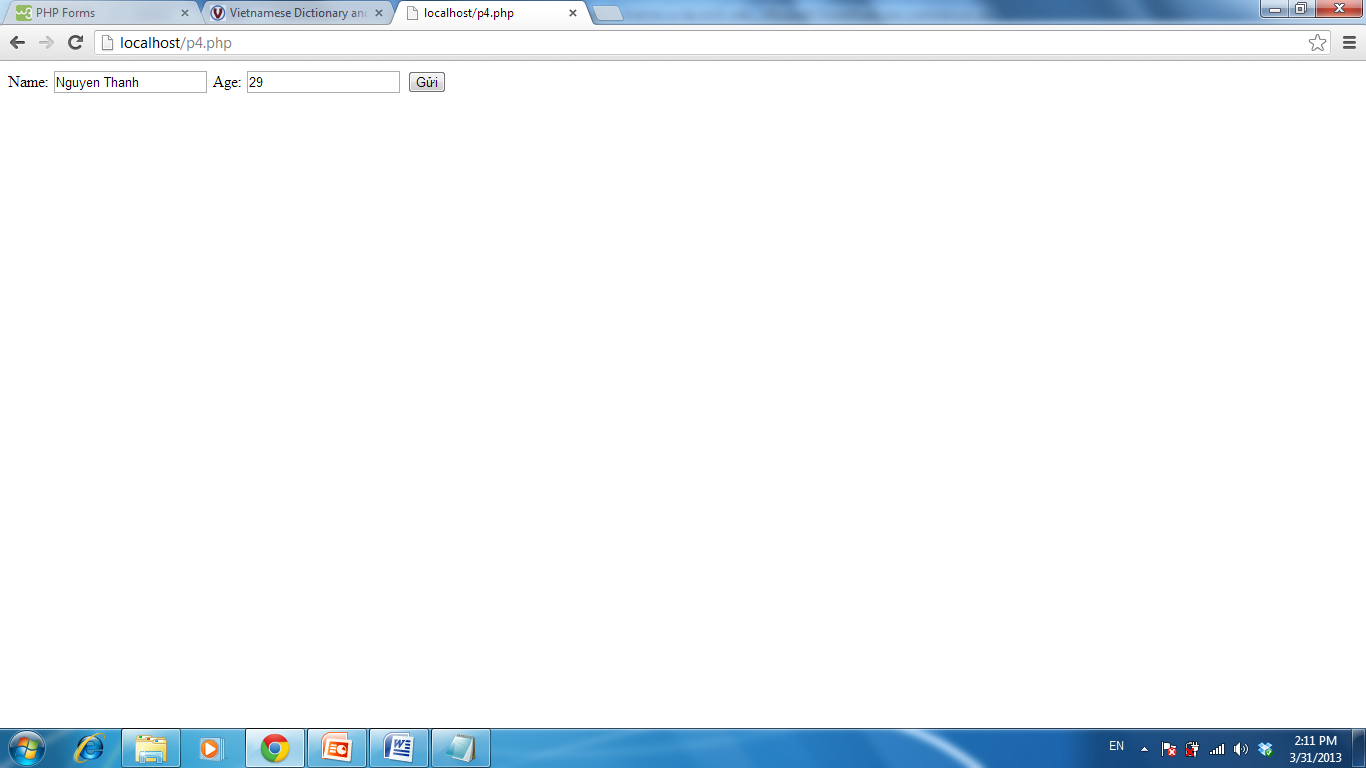 PHP Forms
Vietnamese Dictionary and
localhost/p4.php
localhost/p4.php
Name: Nguyen Thanh Age: 29 Gửi
EN
2:11 PM
3/31/2013